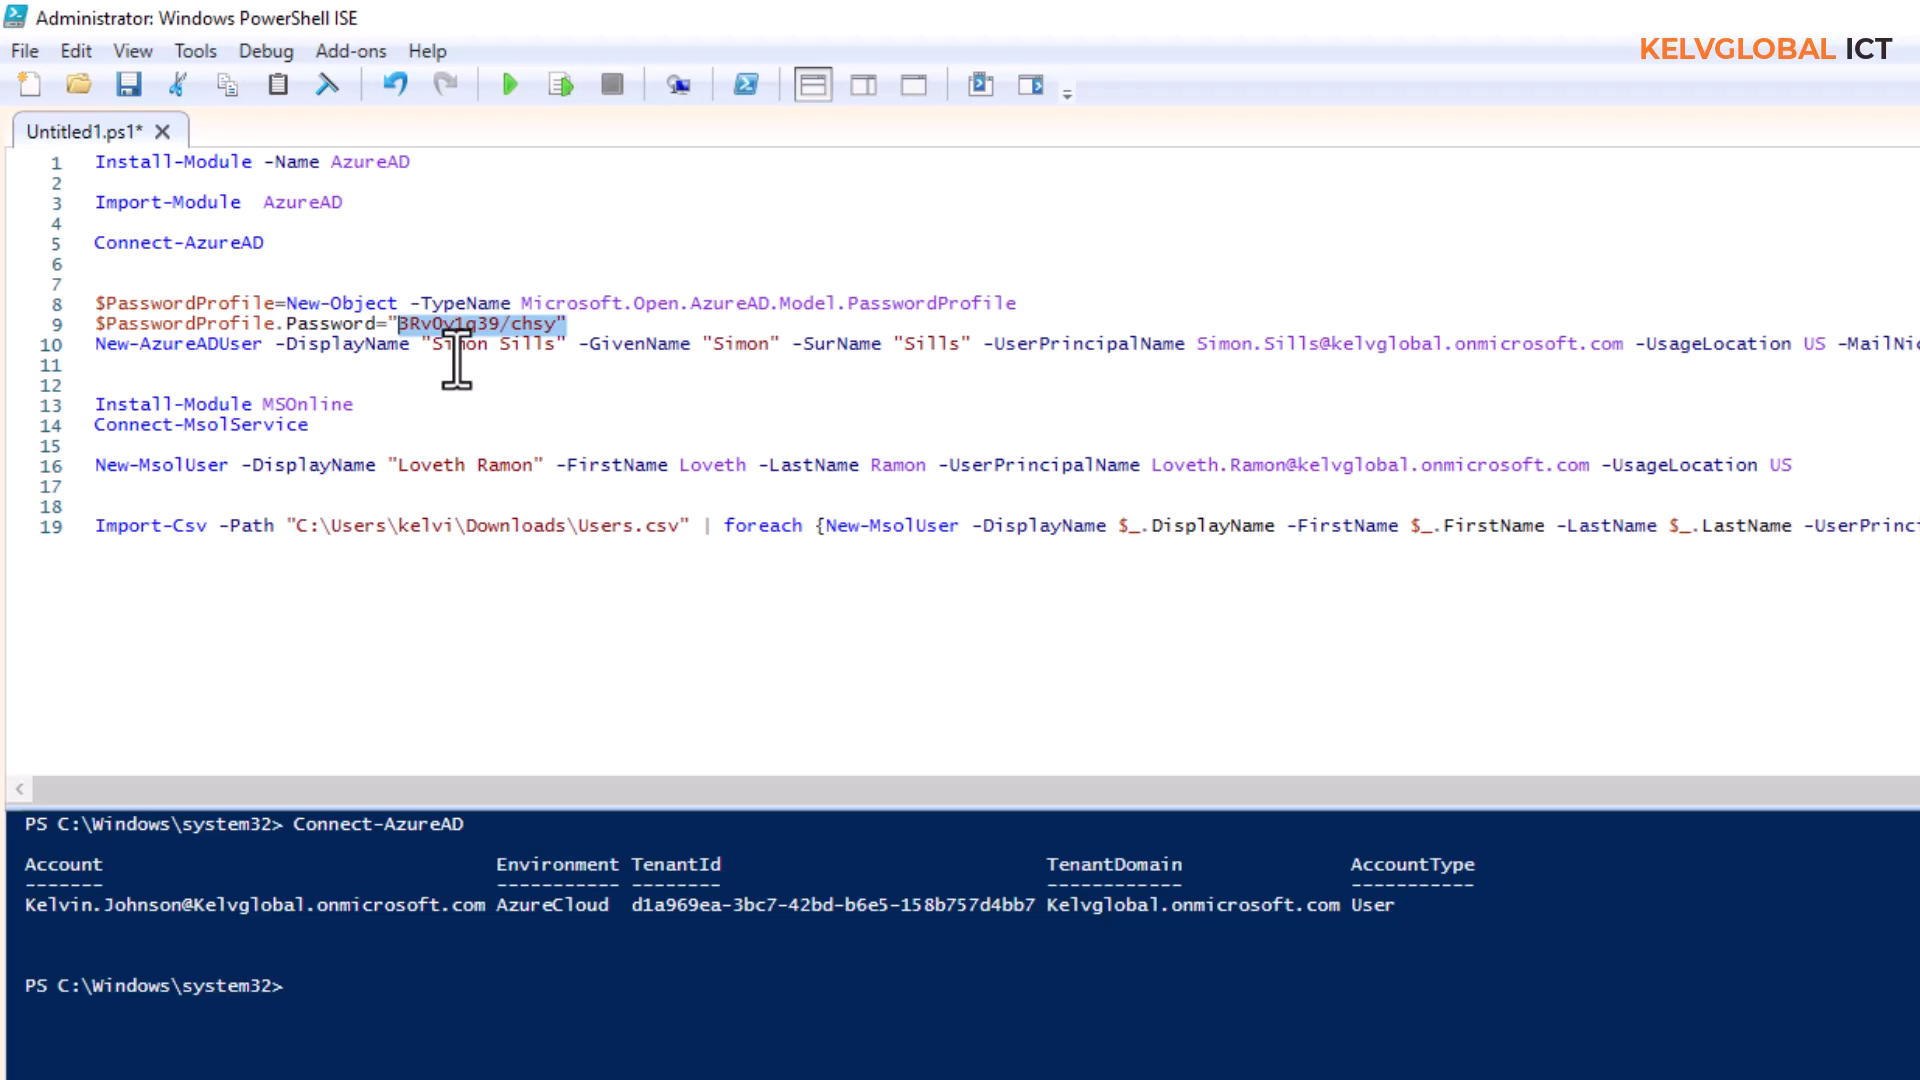 Administrator: Windows PowerShell ISE
File Edit View Tools Debug Add-ons Help
KELVGLOBAL ICT
Untitled1.ps1* X
1 Install-Module -Name AzureAD
2
3 Import-Module  AzureAD
4
5 Connect-AzureAD
6
7
8 $PasswordProfile=New-Object -TypeName Microsoft.Open.AzureAD.Model.PasswordProfile
9 $PasswordProfile.Password="3Rv0y1q39/chsy"
10 New-AzureADUser -DisplayName "Simon Sills" -GivenName "Simon" -SurName "Sills" -UserPrincipalName Simon.Sills@kelvglobal.onmicrosoft.com -UsageLocation US -MailNic
11
12
13 Install-Module MSOnline
14 Connect-MsolService
15
16 New-MsolUser -DisplayName "Loveth Ramon" -FirstName Loveth -LastName Ramon -UserPrincipalName Loveth.Ramon@kelvglobal.onmicrosoft.com -UsageLocation US
17
18
19 Import-Csv -Path "C:\Users\kelvi\Downloads\Users.csv" | foreach {New-MsolUser -DisplayName $_.DisplayName -FirstName $_.FirstName -LastName $_.LastName -UserPrinci
PS C:\Windows\system32> Connect-AzureAD
Account Environment TenantId TenantDomain AccountType
------- ----------- -------- ------------ -----------
Kelvin.Johnson@Kelvglobal.onmicrosoft.com AzureCloud d1a969ea-3bc7-42bd-b6e5-158b757d4bb7 Kelvglobal.onmicrosoft.com User
PS C:\Windows\system32>